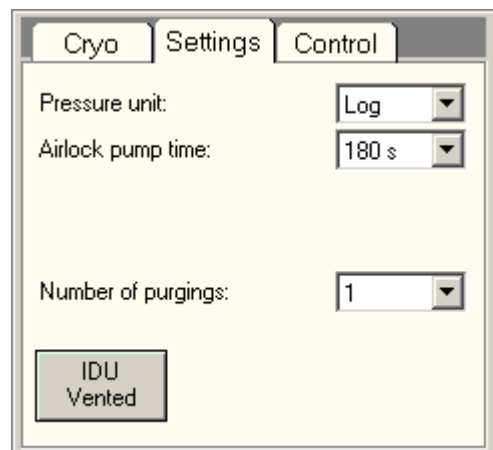 Cryo Settings Control
Pressure unit: Log
Airlock pump time: 180 s
Number of purgings: 1
IDU
Vented